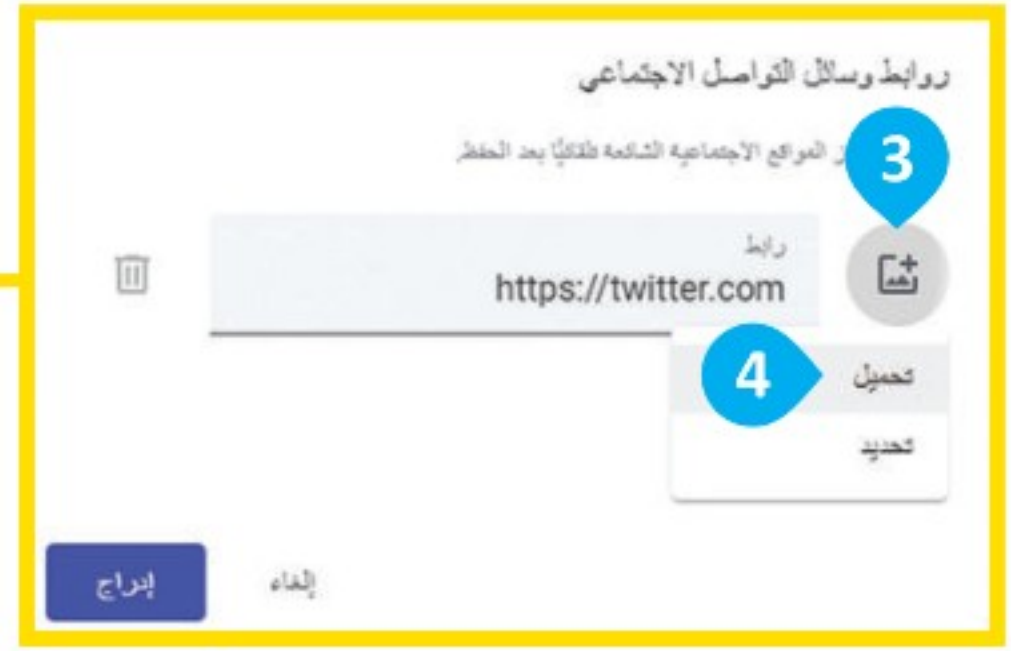 روابط وسائل التواصل الاجتماعي
المواقع الاجتماعية الشائعة تلقائيًّا بعد الحفظ
3
رابط
https://twitter.com
4
تحميل
تحديد
إلغاء
إدراج